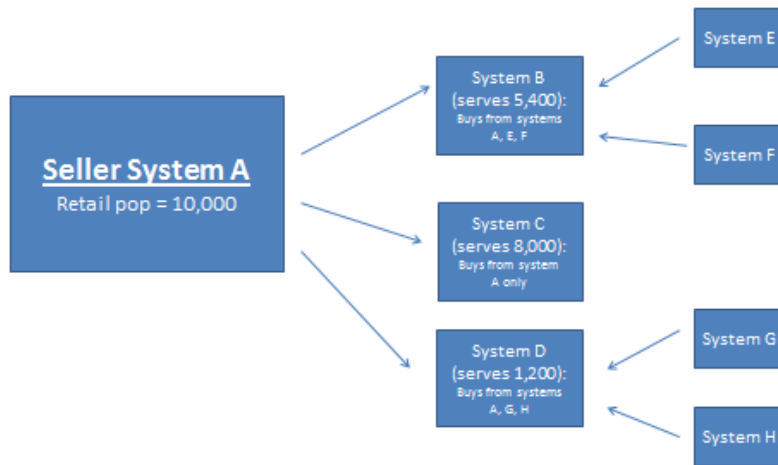 Seller System A
Retail pop = 10,000
System B
(serves 5,400):
Buys from systems
A, E, F
System C
(serves 8,000):
Buys from system
A only
System D
(serves 1,200):
Buys from systems
A, G, H
System E
System F
System G
System H